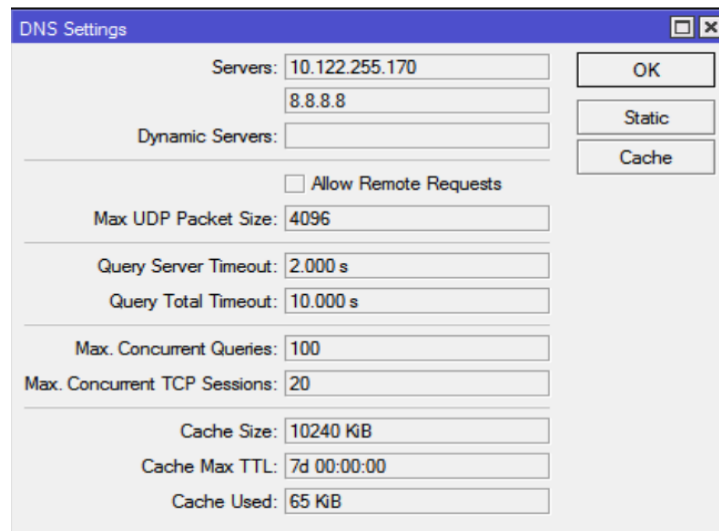 DNS Settings
Servers: 10.122.255.170
OK
8.8.8.8
Static
Dynamic Servers:
Cache
Allow Remote Requests
Max UDP Packet Size: 4096
Query Server Timeout: 2.000 s
Query Total Timeout: 10.000 s
Max. Concurrent Queries: 100
Max. Concurrent TCP Sessions: 20
Cache Size: 10240 KiB
Cache Max TTL: 7d 00:00:00
Cache Used: 65 KiB